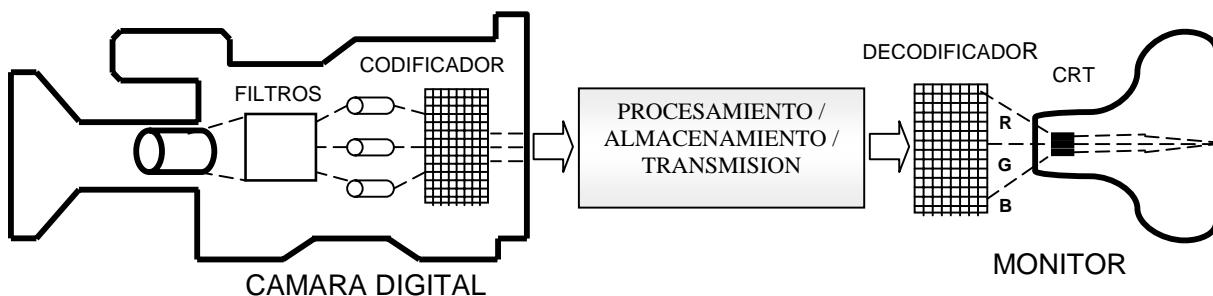 CODIFICADOR
FILTROS
CAMARA DIGITAL
PROCESAMIENTO /
ALMACENAMIENTO /
TRANSMISION
DECODIFICADOR
CRT
R
G
B
MONITOR